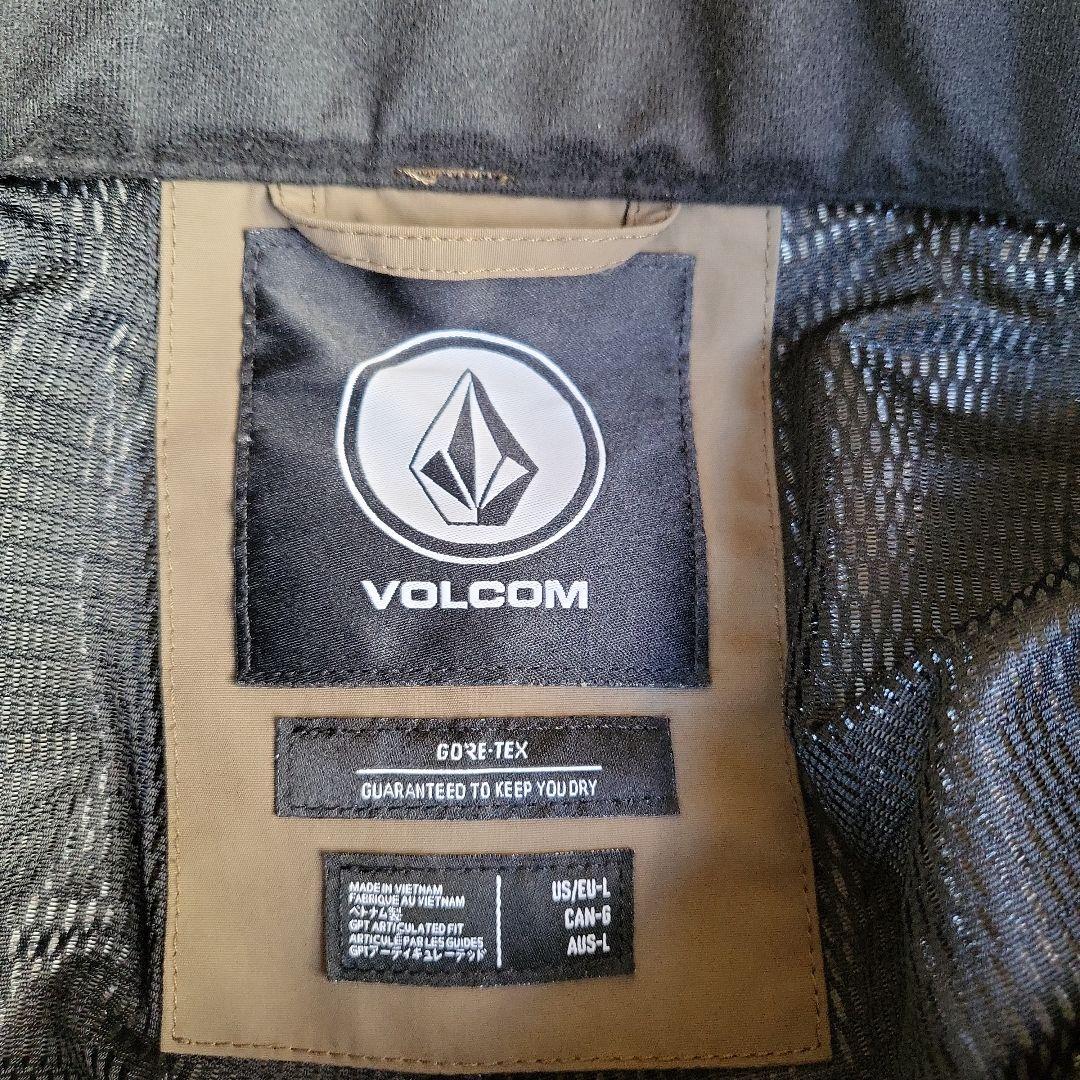 VOLCOM
GORE-TEX
GUARANTEED TO KEEP YOU DRY
MADE IN VIETNAM
FABRIQUÉ AU VIETNAM
ベトナム製
GPT ARTICULATED FIT
ARTICULÉ PAR LES GUIDES
GPTアーティキュレーテッド
US/EU-L
CAN-G
AUS-L